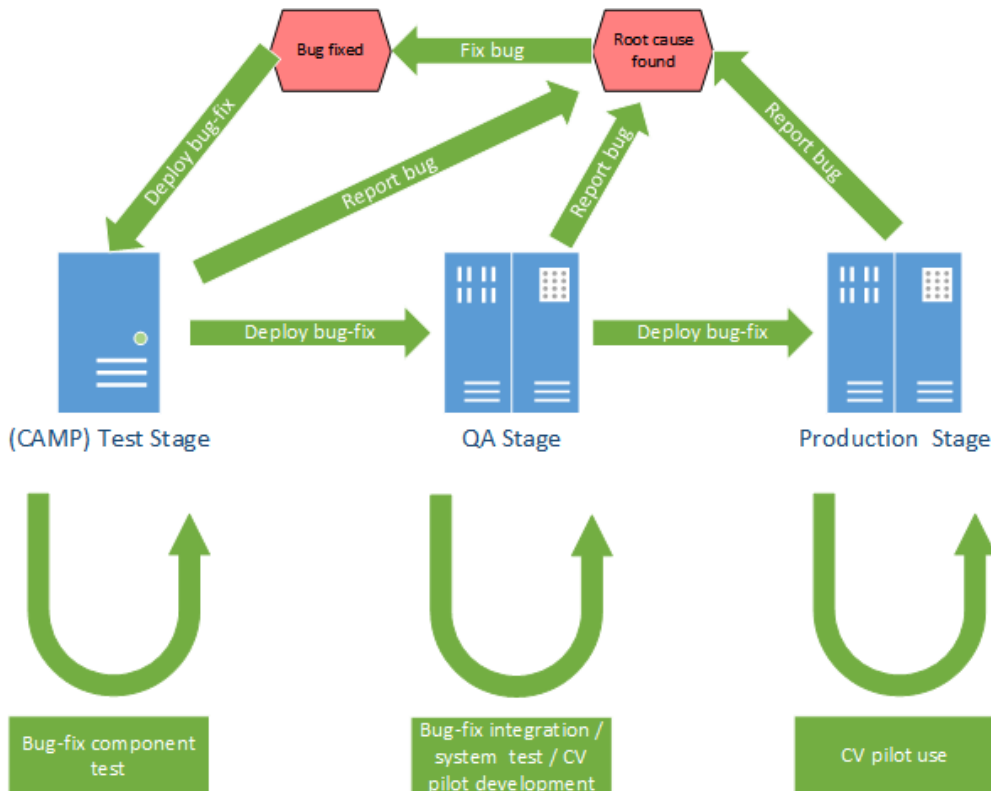 Bug fixed
Fix bug
Root cause
found
Deploy bug-fix
Report bug
Report bug
Report bug
Deploy bug-fix
Deploy bug-fix
(CAMP) Test Stage
QA Stage
Production Stage
Bug-fix component
test
Bug-fix integration /
system test / CV
pilot development
CV pilot use